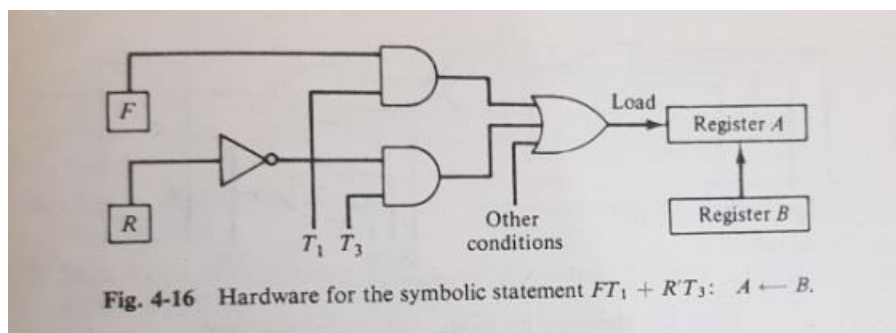 F
Load
Register A
R
Register B
T₁ T₃
Other
conditions
Fig. 4-16 Hardware for the symbolic statement FT₁ + R'T₃: A ← B.